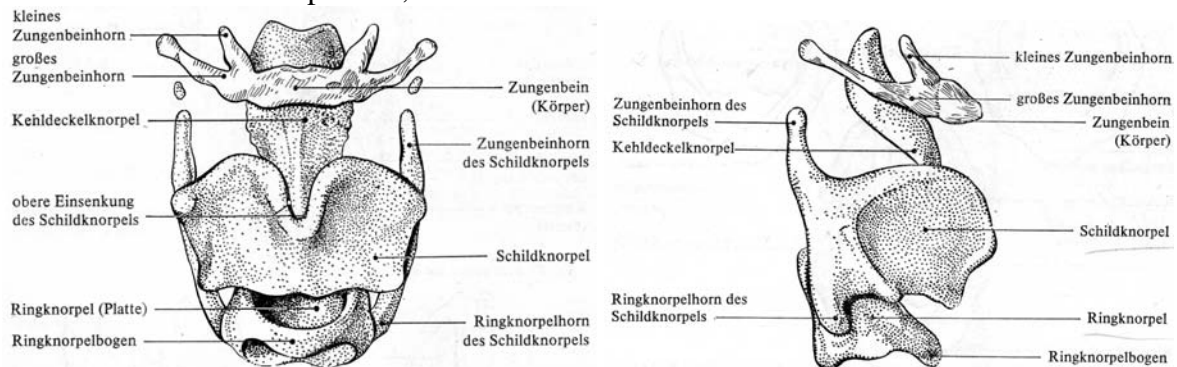 kleines
Zungenbeinhorn
großes
Zungenbeinhorn
Kehldeckelknorpel
obere Einsenkung
des Schildknorpels
Ringknorpel (Platte)
Ringknorpelbogen
Zungenbein
(Körper)
Zungenbeinhorn
des Schildknorpels
Schildknorpel
Ringknorpelhorn
des Schildknorpels
Zungenbeinhorn des
Schildknorpels
Kehldeckelknorpel
Ringknorpelhorn des
Schildknorpels
kleines Zungenbeinhorn
großes Zungenbeinhorn
Zungenbein
(Körper)
Schildknorpel
Ringknorpel
Ringknorpelbogen